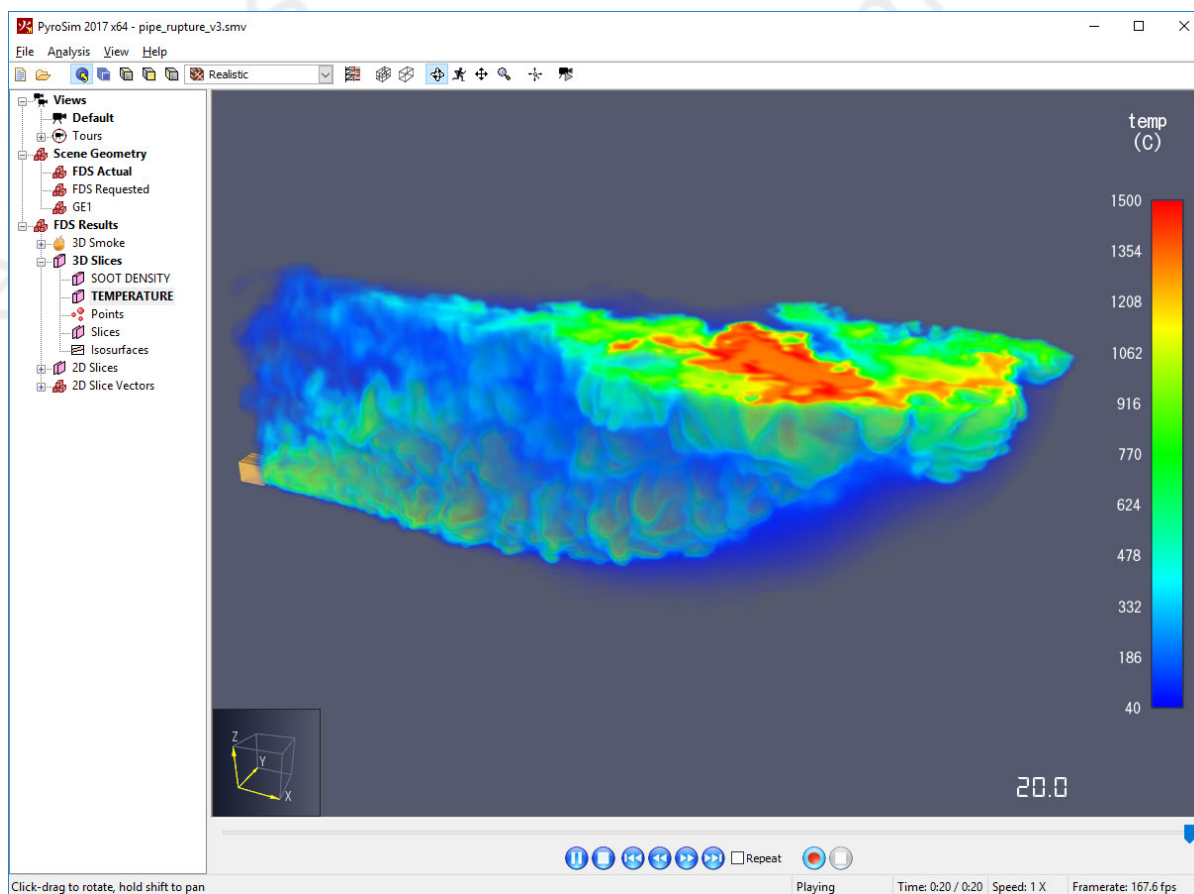 PyroSim 2017 x64 - pipe_rupture_v3.smv
File Analysis View Help
Realistic
Views
Default
Tours
Scene Geometry
FDS Actual
FDS Requested
GE1
FDS Results
3D Smoke
3D Slices
SOOT DENSITY
TEMPERATURE
Points
Slices
Isosurfaces
2D Slices
2D Slice Vectors
temp
(C)
1500
1354
1208
1062
916
770
624
478
332
186
40
Z
Y
X
20.0
Repeat
Click-drag to rotate, hold shift to pan Playing Time: 0:20 / 0:20 Speed: 1 X Framerate: 167.6 fps